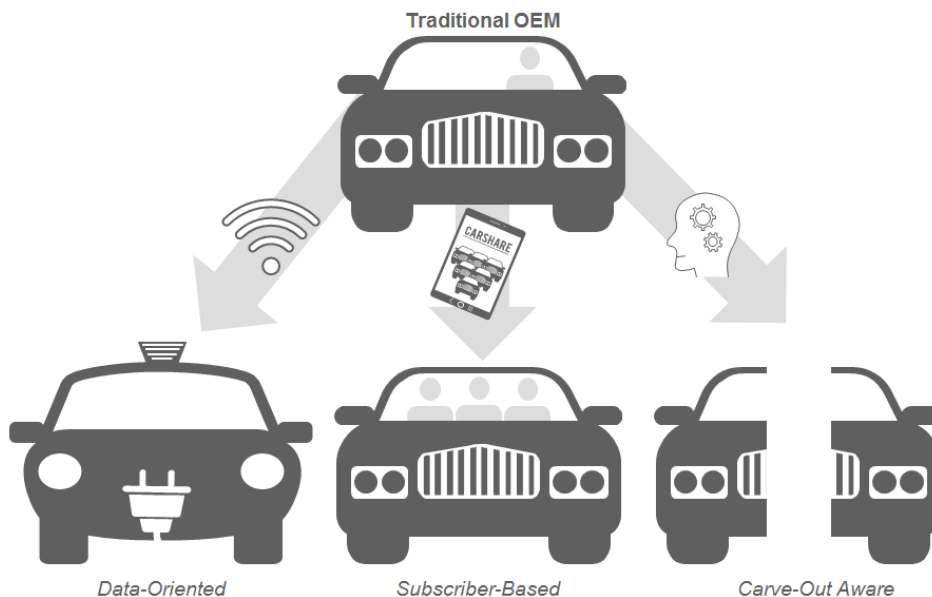 Traditional OEM
CARSHARE
Data-Oriented
Subscriber-Based
Carve-Out Aware